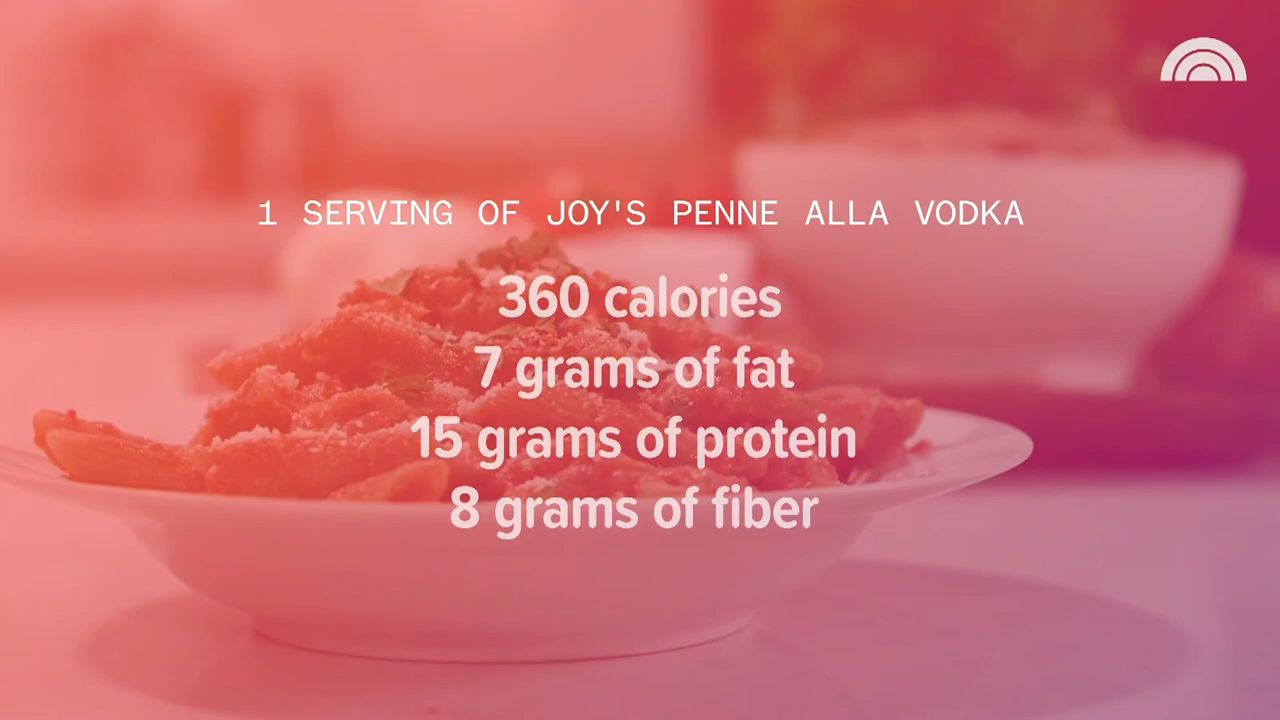 1 SERVING OF JOY'S PENNE ALLA VODKA
360 calories
7 grams of fat
15 grams of protein
8 grams of fiber